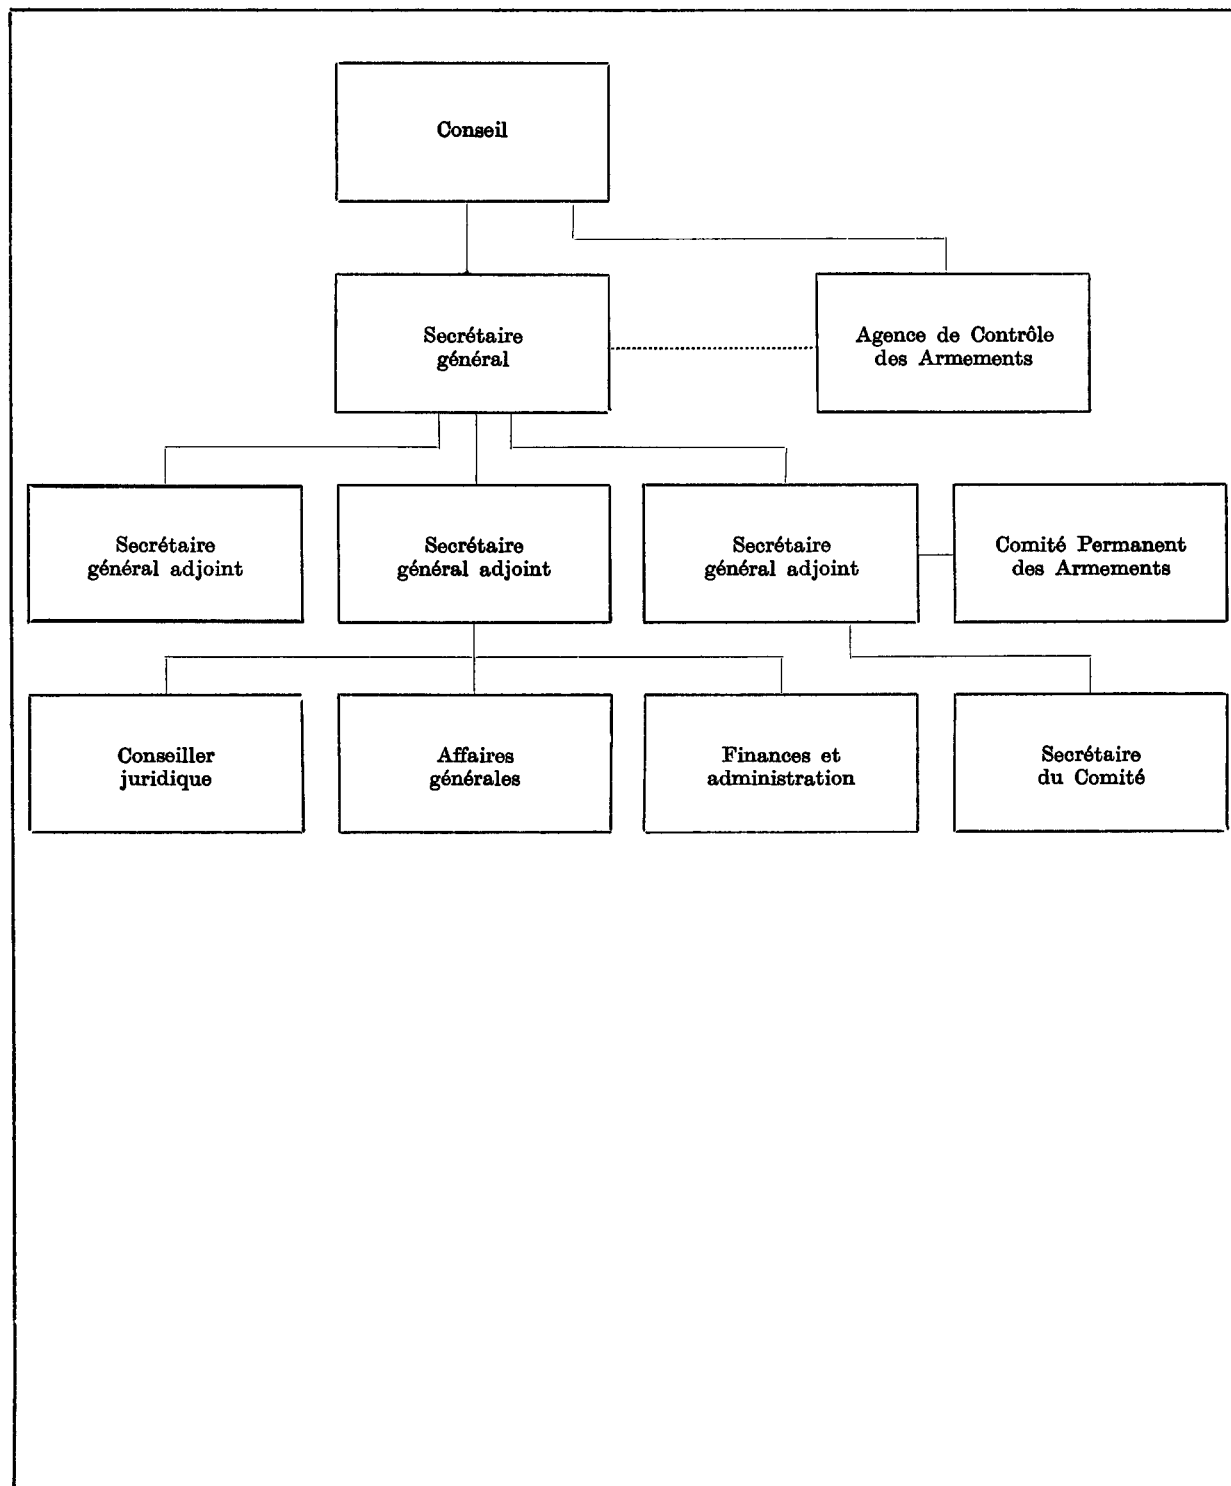 Conseil
Secrétaire
général
Agence de Contrôle
des Armements
Secrétaire
général adjoint
Secrétaire
général adjoint
Secrétaire
général adjoint
Comité Permanent
des Armements
Conseiller
juridique
Affaires
générales
Finances et
administration
Secrétaire
du Comité